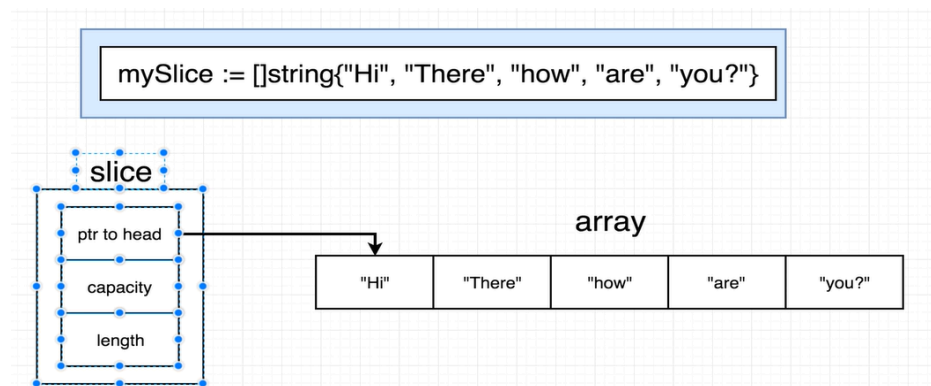 mySlice := []string{"Hi", "There", "how", "are", "you?"}
slice
ptr to head
capacity
length
array
"Hi" "There" "how" "are" "you?"